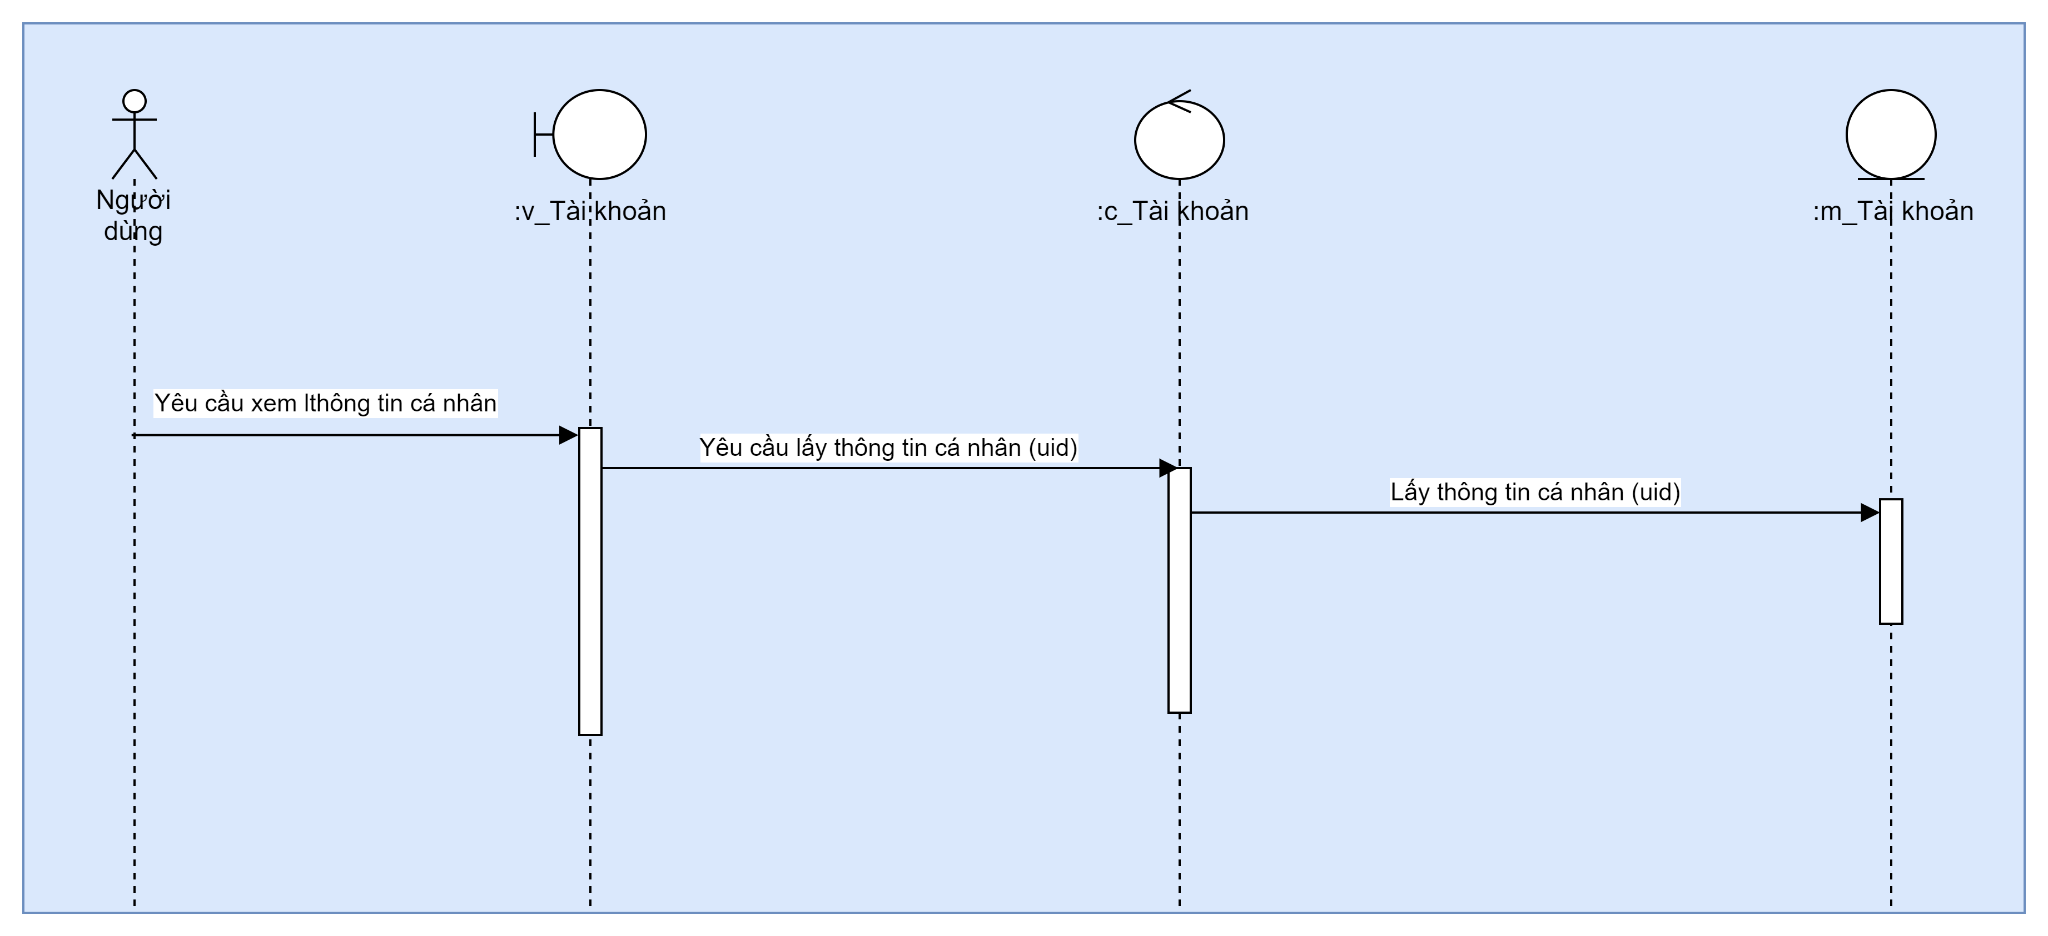 Người
dùng
:v_Tài khoản
:c_Tài khoản
:m_Tài khoản
Yêu cầu xem lthông tin cá nhân
Yêu cầu lấy thông tin cá nhân (uid)
Lấy thông tin cá nhân (uid)